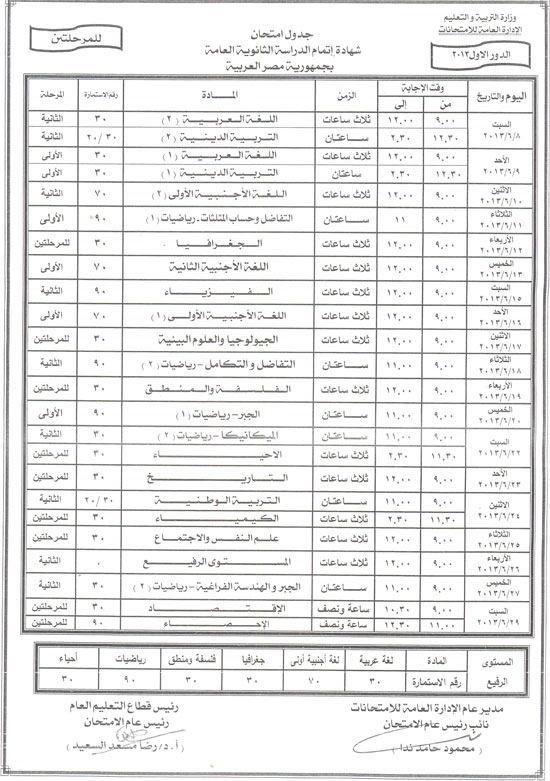 وزارة التربية و التعليم
الإدارة العامة للامتحانات
الدور الاول ٢٠١٣
جدول امتحان
شهادة إتمام الدراسة الثانوية العامة
بجمهورية مصر العربية
للمرحلتين
اليوم والتاريخ | وقت الإجابة من إلى | الزمن | المـــادة | رقم الاستمارة | المرحلة
السبت ٢٠١٣/٦/٨ | ٩.٠٠ | ١٢.٠٠ | ثلاث ساعات | اللغة العربية (٢) | ٣٠ | الثانية
١٢.٣٠ | ٢.٣٠ | ساعتان | التربية الدينية (٢) | ٢٠/٣٠ | الثانية
الأحد ٢٠١٣/٦/٩ | ٩.٠٠ | ١٢.٠٠ | ثلاث ساعات | اللغة العربية (١) | ٣٠ | الأولى
١٢.٣٠ | ٢.٣٠ | ساعتان | التربية الدينية (١) | ٣٠ | الأولى
الاثنين ٢٠١٣/٦/١٠ | ٩.٠٠ | ١٢.٠٠ | ثلاث ساعات | اللغة الأجنبية الأولى (٢) | ٧٠ | الثانية
الثلاثاء ٢٠١٣/٦/١١ | ٩.٠٠ | ١١ | ساعتان | التفاضل وحساب المثلثات - رياضيات (١) | ٩٠ | الأولى
الأربعاء ٢٠١٣/٦/١٢ | ٩.٠٠ | ١٢.٠٠ | ثلاث ساعات | الجغرافيا | ٣٠ | للمرحلتين
الخميس ٢٠١٣/٦/١٣ | ٩.٠٠ | ١٢.٠٠ | ثلاث ساعات | اللغة الأجنبية الثانية | ٧٠ | الأولى
السبت ٢٠١٣/٦/١٥ | ٩.٠٠ | ١٢.٠٠ | ثلاث ساعات | الفيزياء | ٩٠ | الثانية
الأحد ٢٠١٣/٦/١٦ | ٩.٠٠ | ١٢.٠٠ | ثلاث ساعات | اللغة الأجنبية الأولى (١) | ٧٠ | الأولى
الاثنين ٢٠١٣/٦/١٧ | ٩.٠٠ | ١٢.٠٠ | ثلاث ساعات | الجيولوجيا والعلوم البيئية | ٣٠ | للمرحلتين
الثلاثاء ٢٠١٣/٦/١٨ | ٩.٠٠ | ١١.٠٠ | ساعتان | التفاضل والتكامل - رياضيات (٢) | ٩٠ | الثانية
الأربعاء ٢٠١٣/٦/١٩ | ٩.٠٠ | ١٢.٠٠ | ثلاث ساعات | الفلسفة والمنطق | ٣٠ | للمرحلتين
الخميس ٢٠١٣/٦/٢٠ | ٩.٠٠ | ١١.٠٠ | ساعتان | الجبر - رياضيات (١) | ٩٠ | الأولى
السبت ٢٠١٣/٦/٢٢ | ٩.٠٠ | ١١.٠٠ | ساعتان | الميكانيكا - رياضيات (٢) | ٣٠ | الثانية
١١.٣٠ | ٢.٣٠ | ثلاث ساعات | الاحياء | ٣٠ | للمرحلتين
الأحد ٢٠١٣/٦/٢٣ | ٩.٠٠ | ١٢.٠٠ | ثلاث ساعات | التاريخ | ٣٠ | للمرحلتين
الاثنين ٢٠١٣/٦/٢٤ | ٩.٠٠ | ١١.٠٠ | ساعتان | التربية الوطنية | ٢٠/٣٠ | الثانية
١١.٣٠ | ٢.٣٠ | ثلاث ساعات | الكيمياء | ٣٠ | للمرحلتين
الثلاثاء ٢٠١٣/٦/٢٥ | ٩.٠٠ | ١٢.٠٠ | ثلاث ساعات | علم النفس والاجتماع | ٣٠ | للمرحلتين
الأربعاء ٢٠١٣/٦/٢٦ | ٩.٠٠ | ١٢.٠٠ | ثلاث ساعات | المستوى الرفيع | . | الثانية
الخميس ٢٠١٣/٦/٢٧ | ٩.٠٠ | ١١.٠٠ | ساعتان | الجبر والهندسة الفراغية - رياضيات (٢) | ٣٠ | الثانية
السبت ٢٠١٣/٦/٢٩ | ٩.٠٠ | ١٠.٣٠ | ساعة ونصف | الإقتصاد | ٣٠ | للمرحلتين
١١.٠٠ | ١٢.٣٠ | ساعة ونصف | الإحصاء | ٩٠ | للمرحلتين
المستوى الرفيع | المادة | لغة عربية | لغة أجنبية أولى | جغرافيا | فلسفة ومنطق | رياضيات | أحياء
رقم الاستمارة | ٣٠ | ٧٠ | ٣٠ | ٣٠ | ٩٠ | ٣٠
مدير عام الإدارة العامة للامتحانات
نائب رئيس عام الامتحان
(محمود حامد ندا)
رئيس قطاع التعليم العام
رئيس عام الامتحان
(أ.د/ رضا مسعد السعيد)